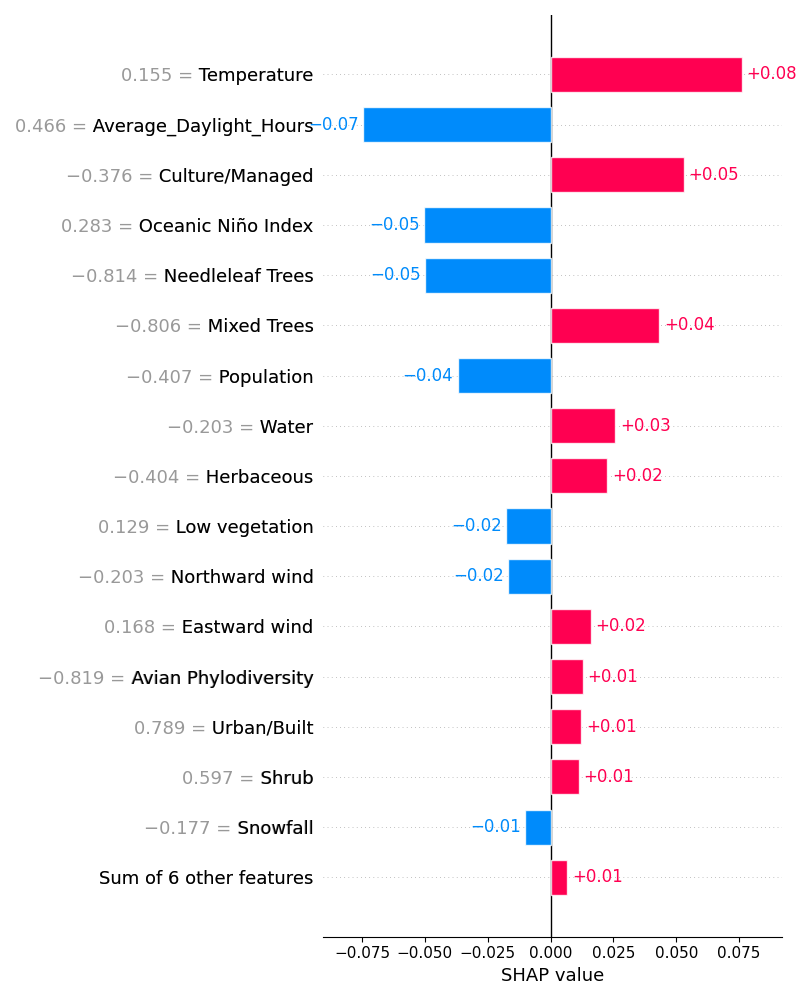 0.155 = Temperature +0.08
0.466 = Average_Daylight_Hours −0.07
−0.376 = Culture/Managed +0.05
0.283 = Oceanic Niño Index −0.05
−0.814 = Needleleaf Trees −0.05
−0.806 = Mixed Trees +0.04
−0.407 = Population −0.04
−0.203 = Water +0.03
−0.404 = Herbaceous +0.02
0.129 = Low vegetation −0.02
−0.203 = Northward wind −0.02
0.168 = Eastward wind +0.02
−0.819 = Avian Phylodiversity +0.01
0.789 = Urban/Built +0.01
0.597 = Shrub +0.01
−0.177 = Snowfall −0.01
Sum of 6 other features +0.01
−0.075 −0.050 −0.025 0.000 0.025 0.050 0.075
SHAP value